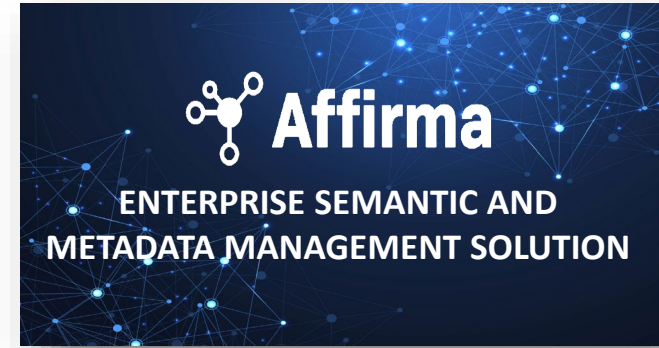 Affirma
ENTERPRISE SEMANTIC AND
METADATA MANAGEMENT SOLUTION